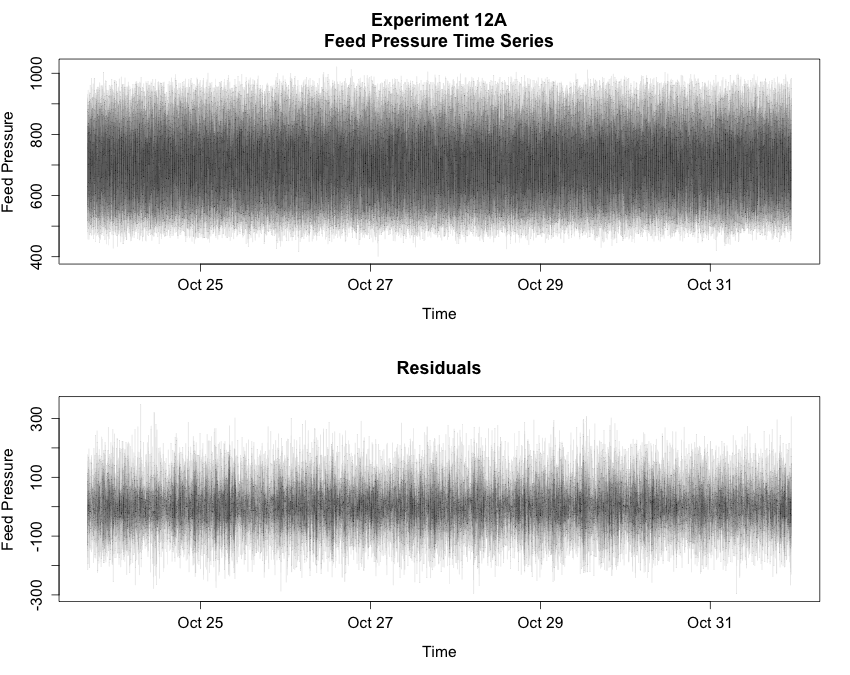 Experiment 12A
Feed Pressure Time Series
Feed Pressure
1000
800
600
400
Oct 25 Oct 27 Oct 29 Oct 31
Time
Residuals
Feed Pressure
300
100
-100
-300
Oct 25 Oct 27 Oct 29 Oct 31
Time